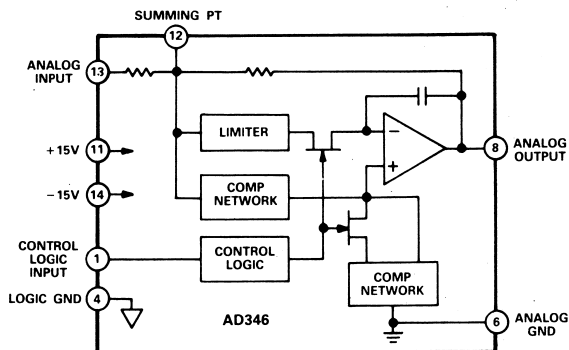 SUMMING PT
12
ANALOG
INPUT
13
LIMITER
−
+
8
ANALOG
OUTPUT
+15V
11
−15V
14
COMP
NETWORK
CONTROL
LOGIC
INPUT
1
CONTROL
LOGIC
COMP
NETWORK
LOGIC GND
4
AD346
6
ANALOG
GND